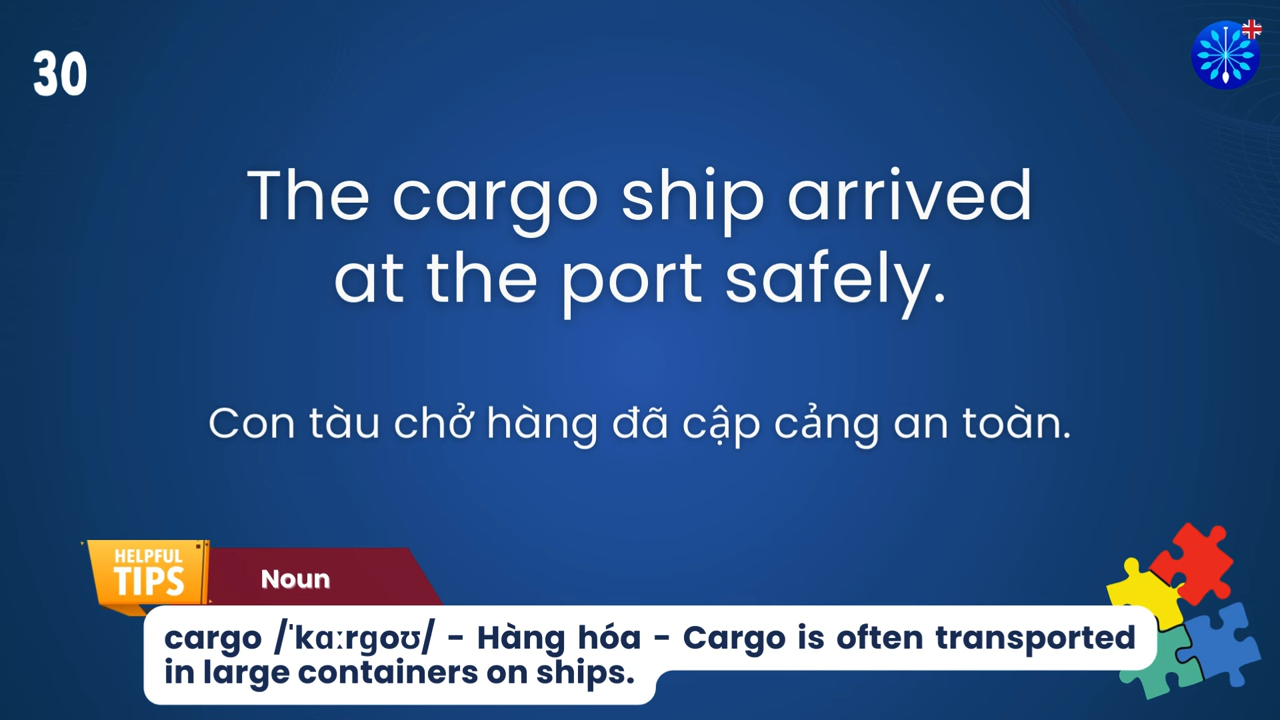 30
The cargo ship arrived
at the port safely.
Con tàu chở hàng đã cập cảng an toàn.
HELPFUL
TIPS
Noun
cargo /ˈkɑːrɡoʊ/ - Hàng hóa - Cargo is often transported
in large containers on ships.